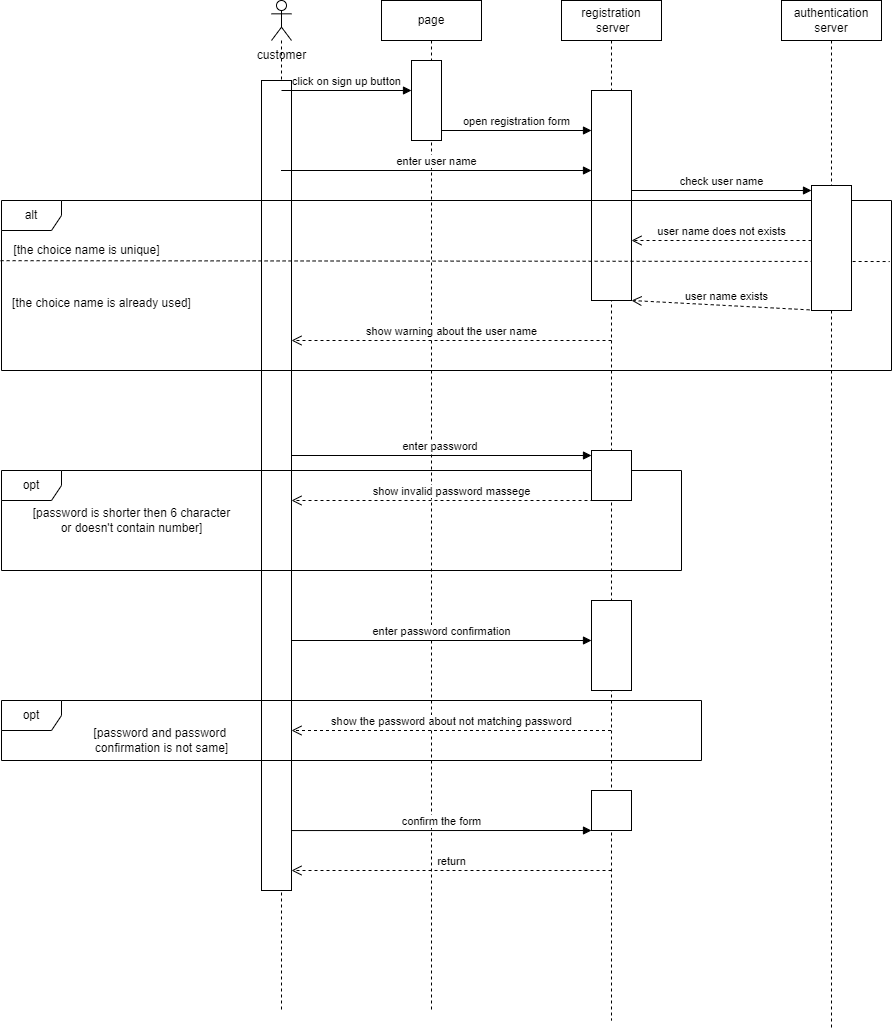 page
registration
server
authentication
server
customer
click on sign up button
open registration form
enter user name
check user name
alt
user name does not exists
[the choice name is unique]
user name exists
[the choice name is already used]
show warning about the user name
enter password
opt
show invalid password massege
[password is shorter then 6 character
or doesn't contain number]
enter password confirmation
opt
show the password about not matching password
[password and password
confirmation is not same]
confirm the form
return